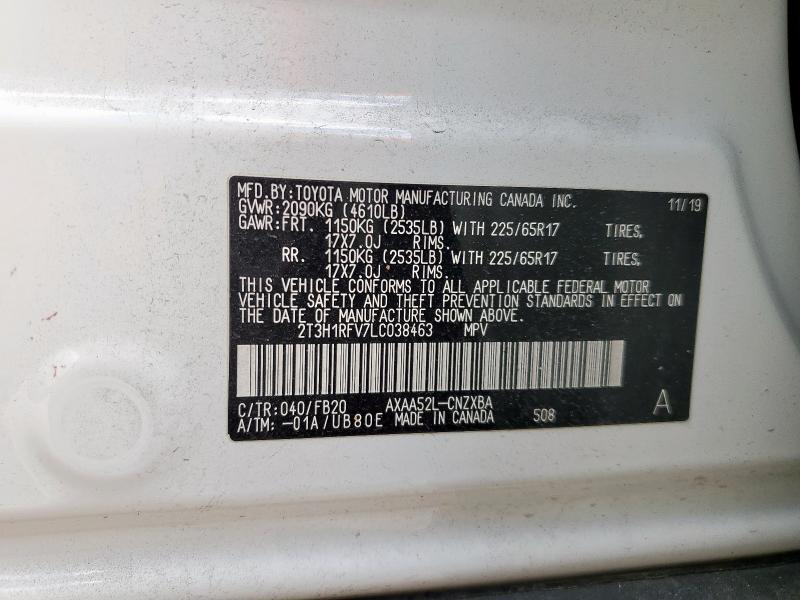 MFD.BY:TOYOTA MOTOR MANUFACTURING CANADA INC. 11/19
GVWR:2090KG (4610LB)
GAWR:FRT. 1150KG (2535LB) WITH 225/65R17 TIRES,
17X7.0J RIMS.
RR. 1150KG (2535LB) WITH 225/65R17 TIRES,
17X7.0J RIMS.
THIS VEHICLE CONFORMS TO ALL APPLICABLE FEDERAL MOTOR
VEHICLE SAFETY AND THEFT PREVENTION STANDARDS IN EFFECT ON
THE DATE OF MANUFACTURE SHOWN ABOVE.
2T3H1RFV7LC038463 MPV
C/TR:040/FB20 AXAA52L-CNZXBA A
A/TM: -01A/UB80E MADE IN CANADA 508